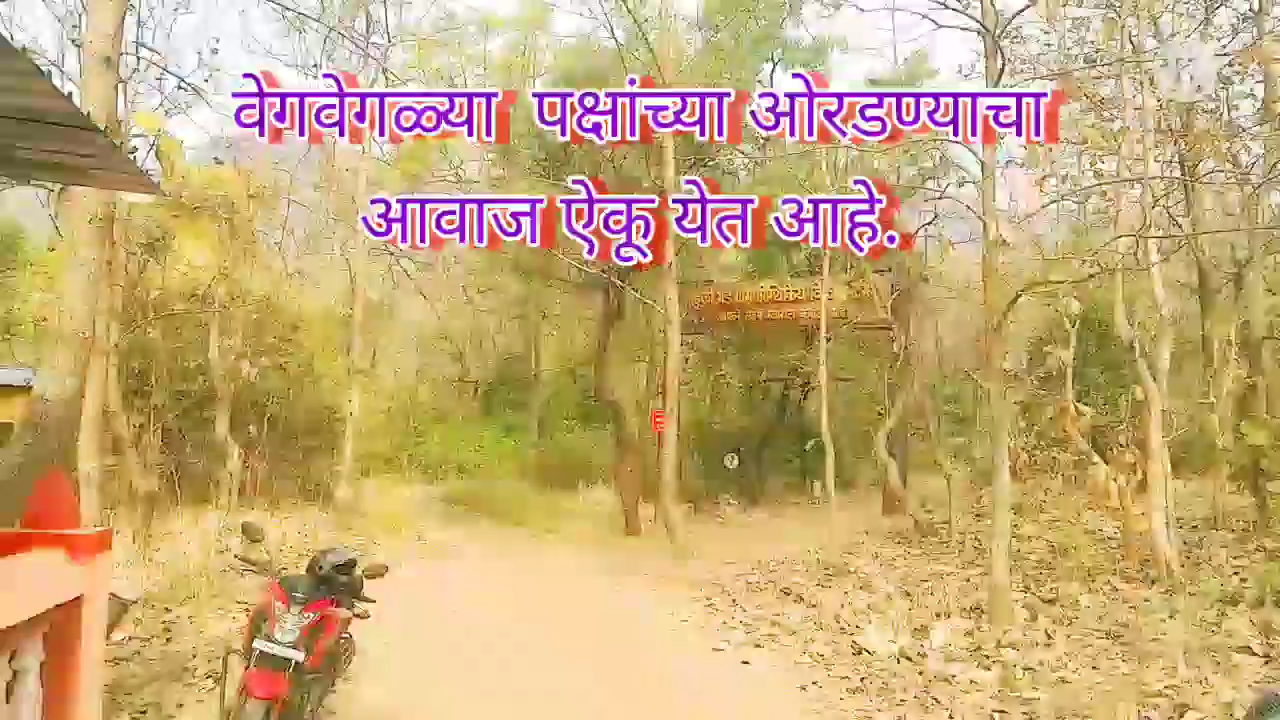 वेगवेगळ्या पक्षांच्या ओरडण्याचा
आवाज ऐकू येत आहे.